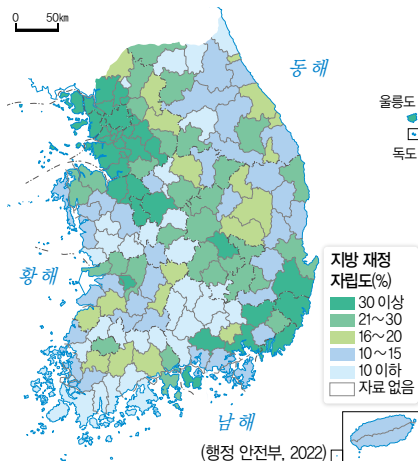 0 50㎞
동해
울릉도
독도
황해
지방 재정
자립도(%)
30 이상
21~30
16~20
10~15
10 이하
자료 없음
남해
(행정 안전부, 2022)